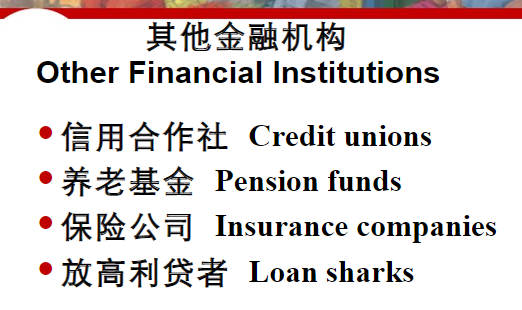 其他金融机构
Other Financial Institutions
•信用合作社 Credit unions
•养老基金 Pension funds
•保险公司 Insurance companies
•放高利贷者 Loan sharks